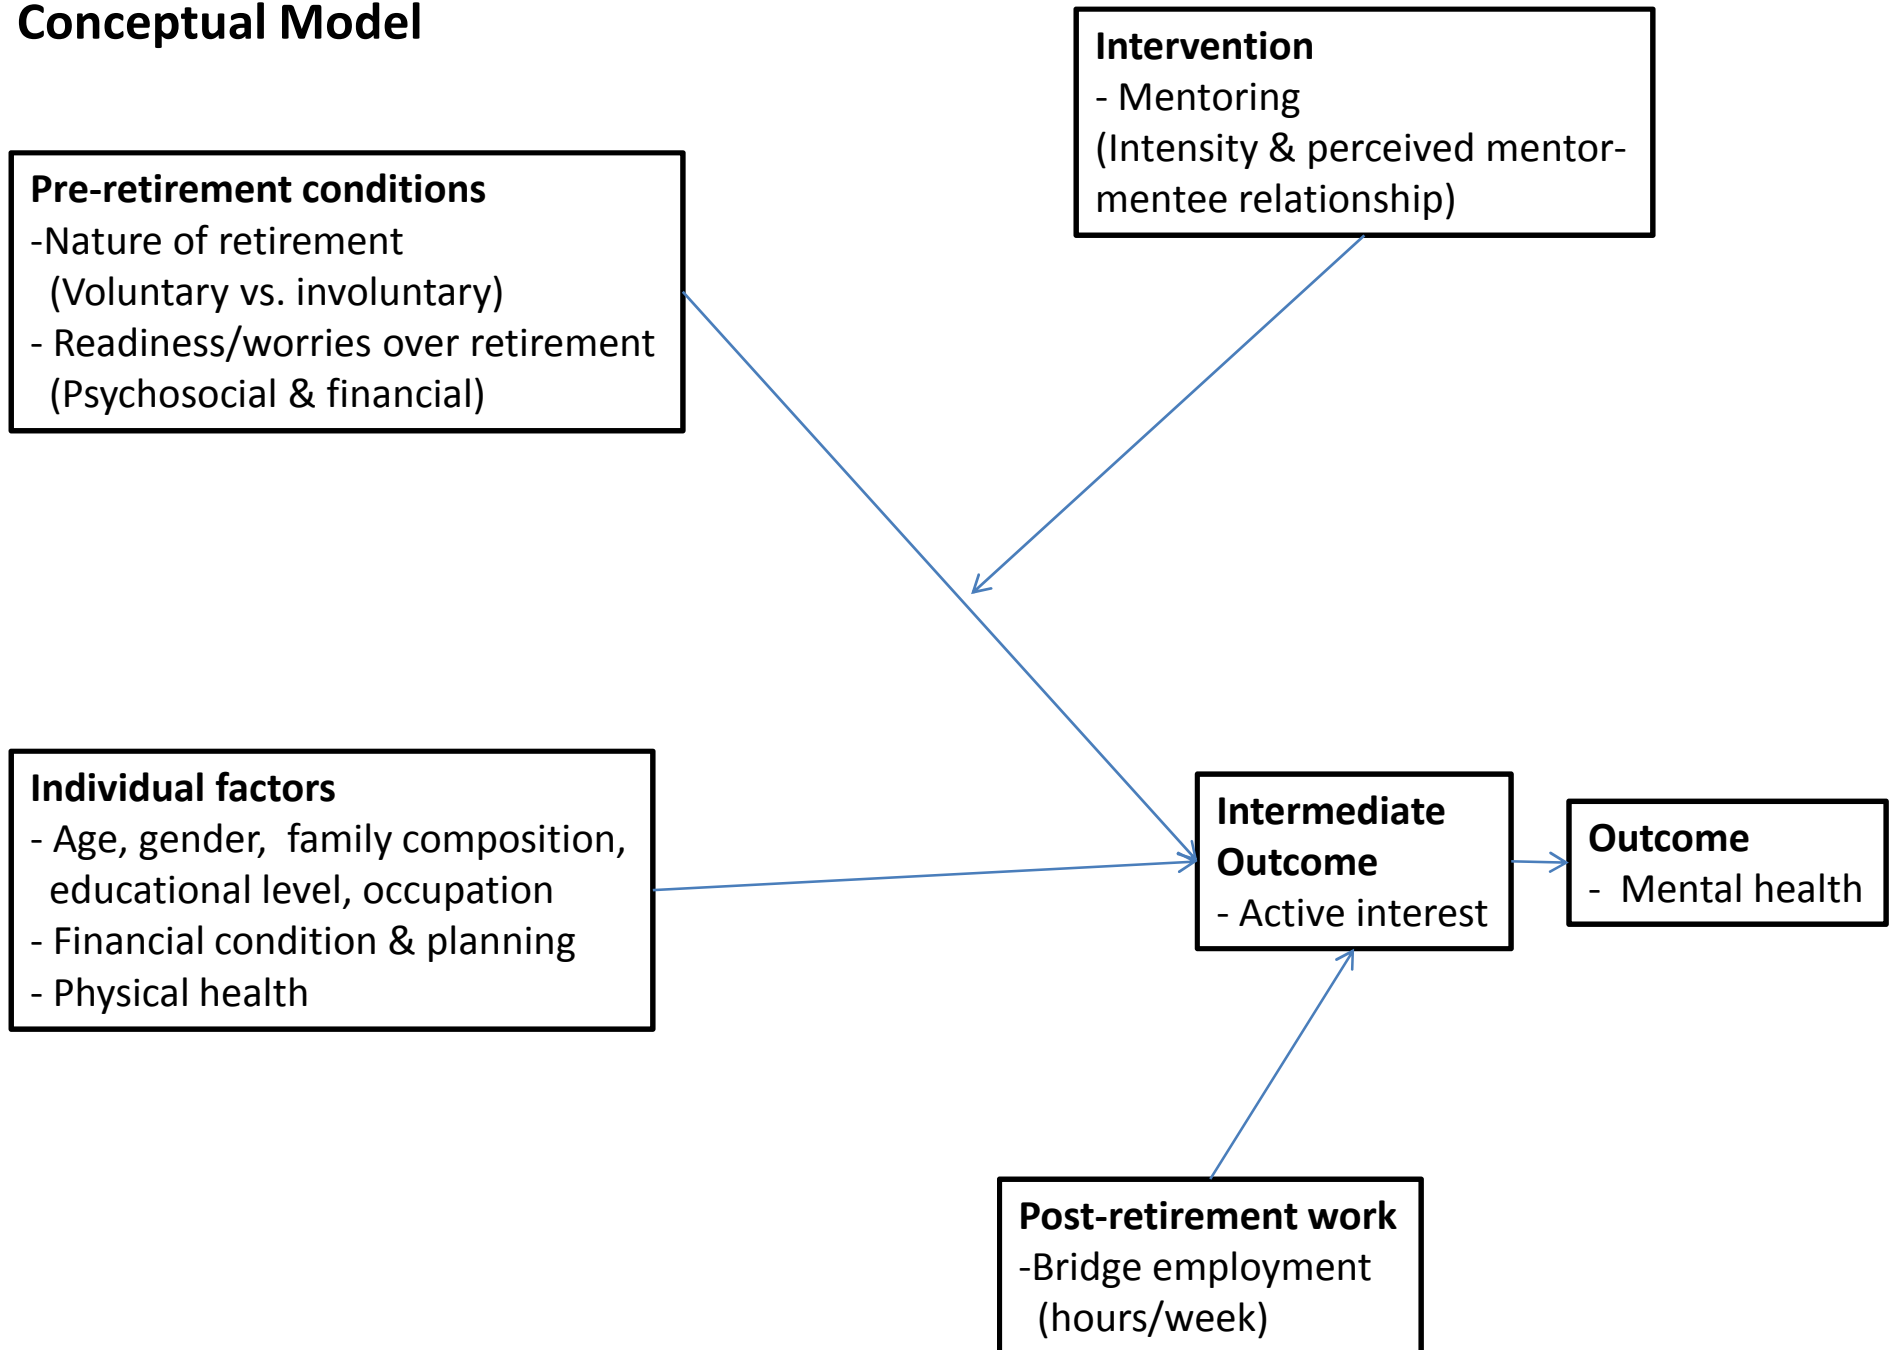 Conceptual Model
Intervention
- Mentoring
(Intensity & perceived mentor-
mentee relationship)
Pre-retirement conditions
-Nature of retirement
(Voluntary vs. involuntary)
- Readiness/worries over retirement
(Psychosocial & financial)
Individual factors
- Age, gender, family composition,
educational level, occupation
- Financial condition & planning
- Physical health
Intermediate
Outcome
- Active interest
Outcome
- Mental health
Post-retirement work
-Bridge employment
(hours/week)